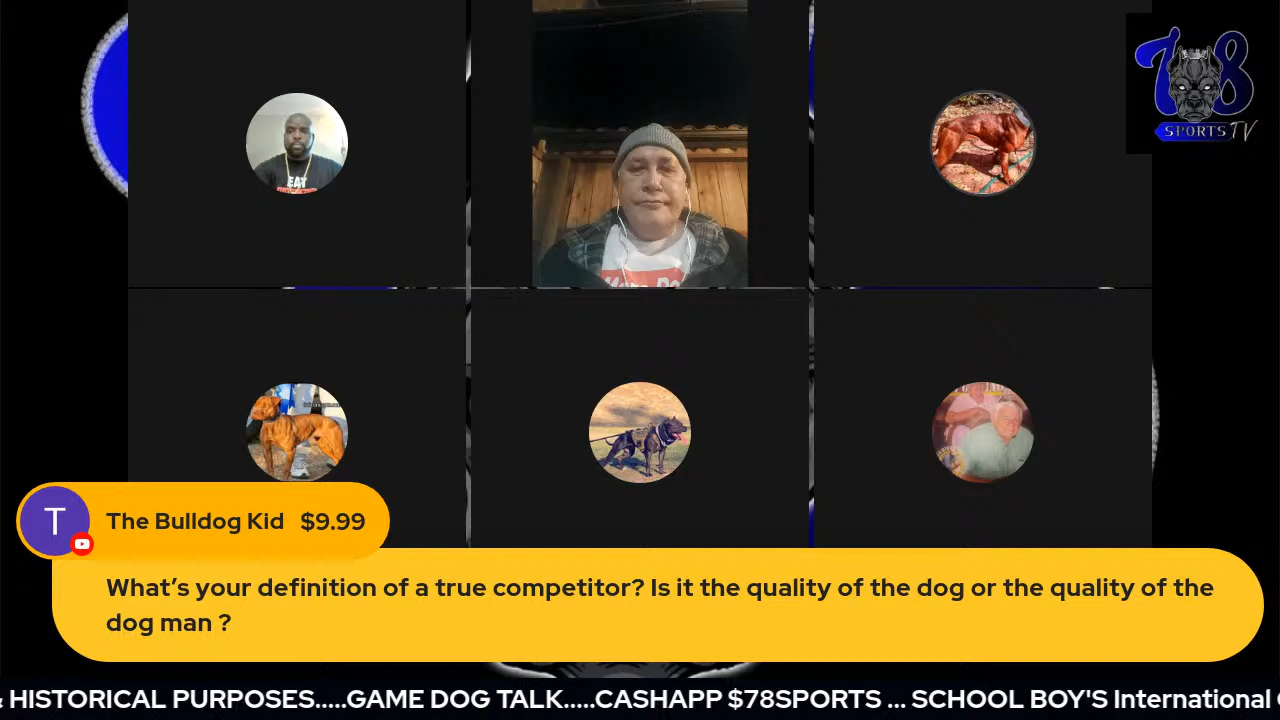 78
SPORTS TV
EAT
T
The Bulldog Kid $9.99
What’s your definition of a true competitor? Is it the quality of the dog or the quality of the
dog man ?
HISTORICAL PURPOSES.....GAME DOG TALK.....CASHAPP $78SPORTS ... SCHOOL BOY'S International